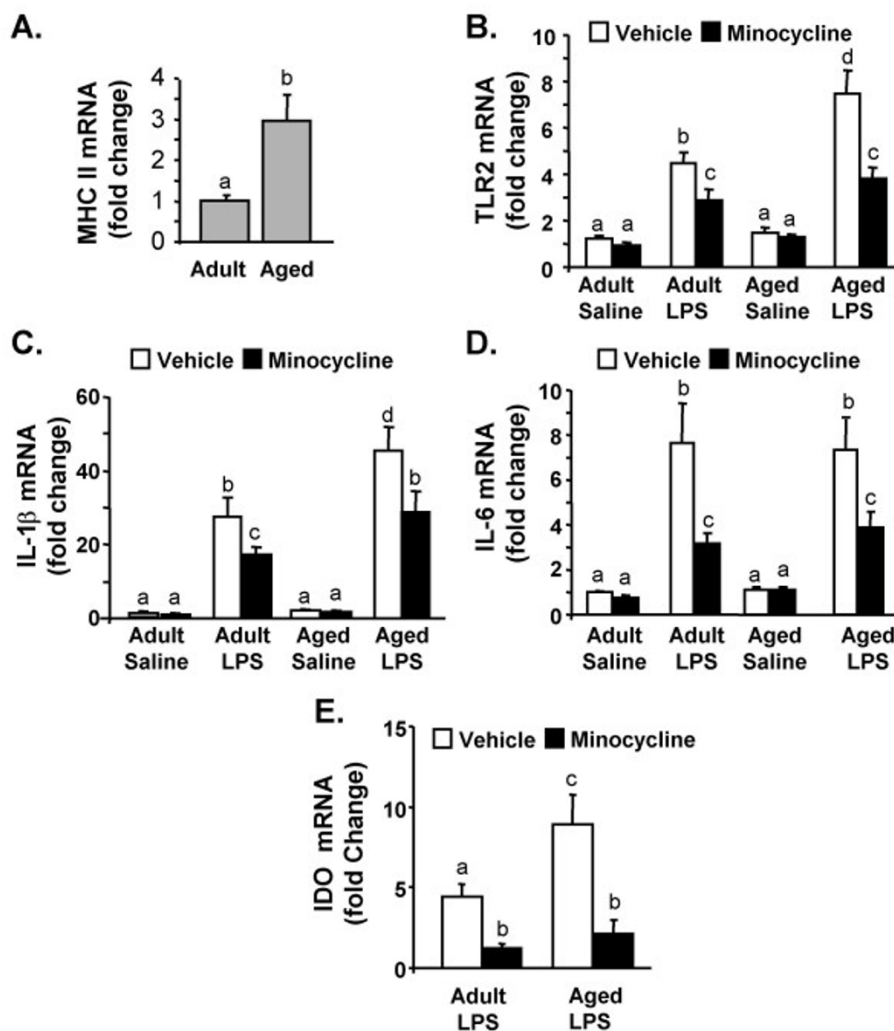 A.
MHC II mRNA
(fold change)
4
3
2
1
0
a
b
Adult Aged
B.
Vehicle Minocycline
TLR2 mRNA
(fold change)
10
8
6
4
2
0
a a b c a a d c
Adult
Saline
Adult
LPS
Aged
Saline
Aged
LPS
C.
Vehicle Minocycline
IL-1β mRNA
(fold change)
60
40
20
0
a a b c a a d b
Adult
Saline
Adult
LPS
Aged
Saline
Aged
LPS
D.
Vehicle Minocycline
IL-6 mRNA
(fold change)
10
8
6
4
2
0
a a b c a a b c
Adult
Saline
Adult
LPS
Aged
Saline
Aged
LPS
E.
Vehicle Minocycline
IDO mRNA
(fold Change)
15
10
5
0
a b c b
Adult
LPS
Aged
LPS